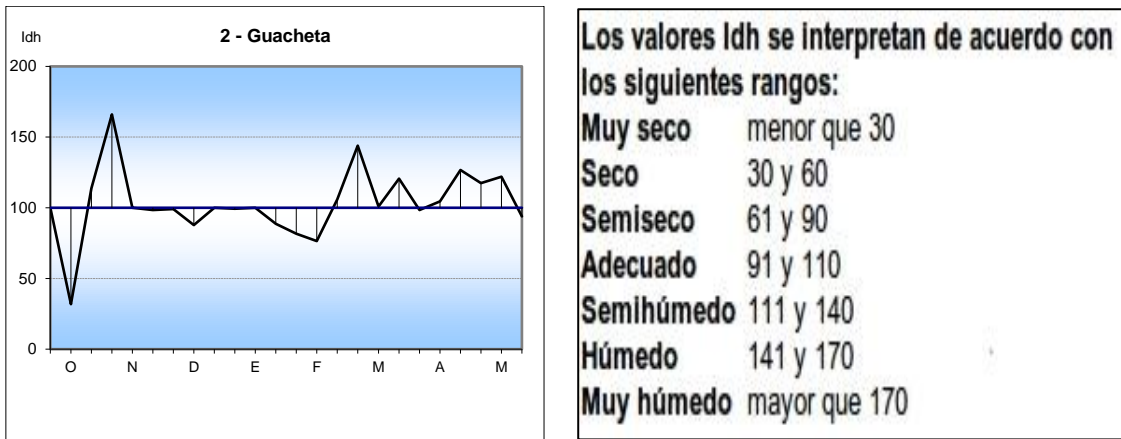 Idh
2 - Guacheta
200
150
100
50
0
O N D E F M A M
Los valores Idh se interpretan de acuerdo con
los siguientes rangos:
Muy seco menor que 30
Seco 30 y 60
Semiseco 61 y 90
Adecuado 91 y 110
Semihúmedo 111 y 140
Húmedo 141 y 170
Muy húmedo mayor que 170